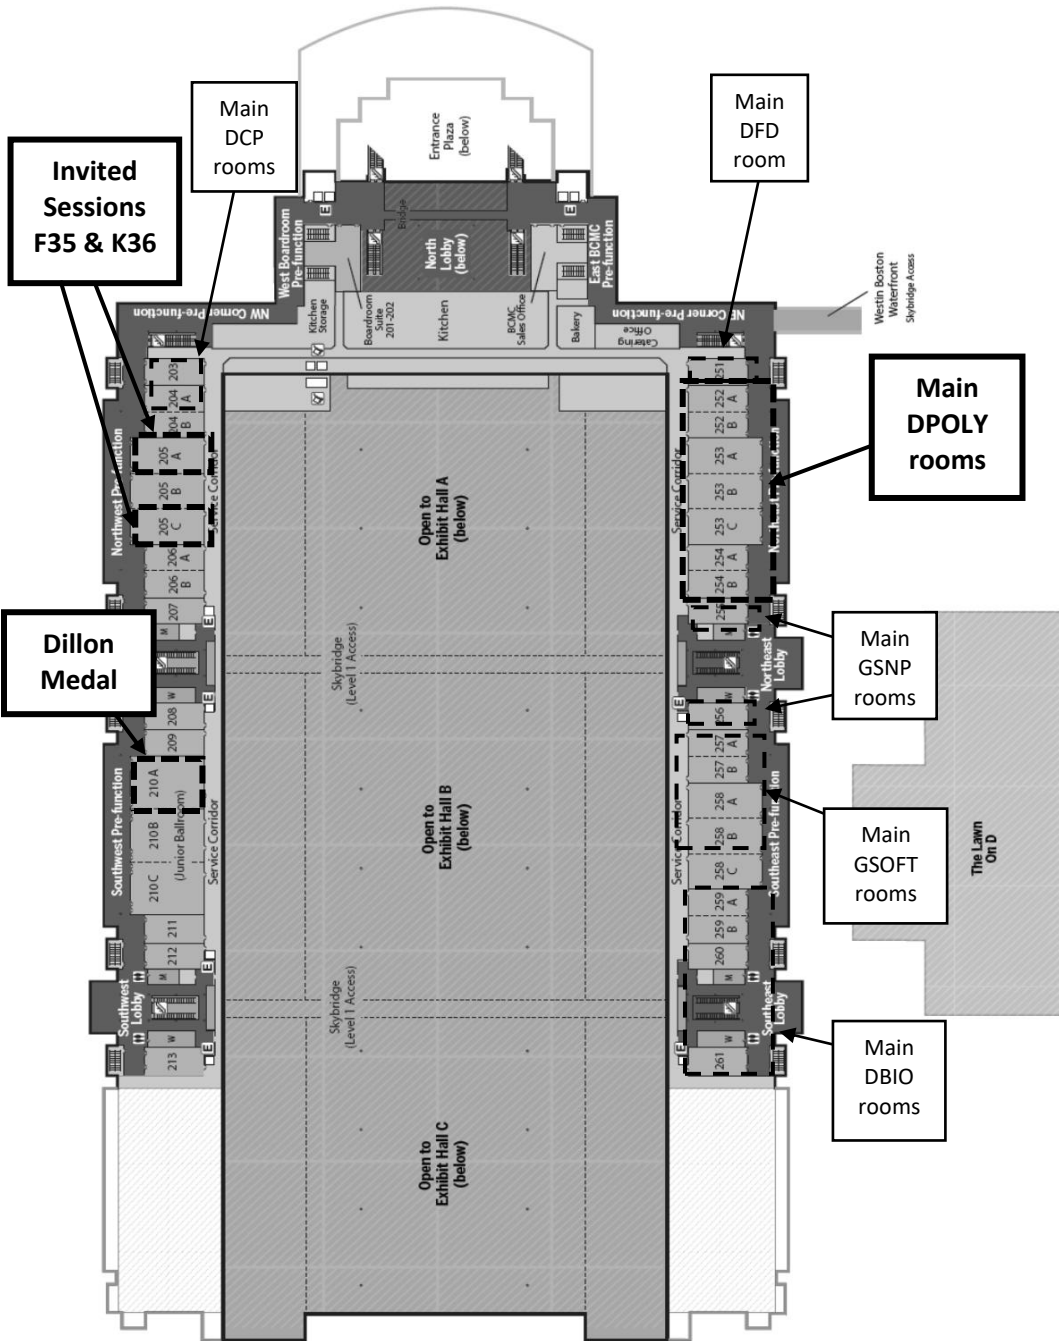 Main
DCP
rooms
Main
DFD
room
Invited
Sessions
F35 & K36
Entrance
Plaza
(below)
Bridge
E
E
West Boardroom
Pre-function
North
Lobby
(below)
East BCMC
Pre-function
Westin Boston
Waterfront
Skybridge Access
NW Corner Pre-function
Kitchen
Storage
Boardroom
Suite
201-202
Kitchen
BCMC
Sales Office
Bakery
Catering
Office
NE Corner Pre-function
203
204
A
204
B
205
A
205
B
205
C
206
A
206
B
207
M
E
Northwest Pre-function
Service Corridor
251
252
A
252
B
253
A
253
B
253
C
254
A
254
B
255
M
Service Corridor
Northeast Pre-function
Main
DPOLY
rooms
Open to
Exhibit Hall A
(below)
Dillon
Medal
Skybridge
(Level 1 Access)
Northeast
Lobby
Main
GSNP
rooms
E
W
208
209
210 A
210 B
210 C
(Junior Ballroom)
211
212
M
E
Southwest Pre-function
Service Corridor
E
W
256
257
A
257
B
258
A
258
B
258
C
259
A
259
B
260
M
Service Corridor
Southeast Pre-function
Open to
Exhibit Hall B
(below)
Main
GSOFT
rooms
The Lawn
On D
Southwest
Lobby
Skybridge
(Level 1 Access)
Southeast
Lobby
W
213
E
E
W
261
Main
DBIO
rooms
Open to
Exhibit Hall C
(below)